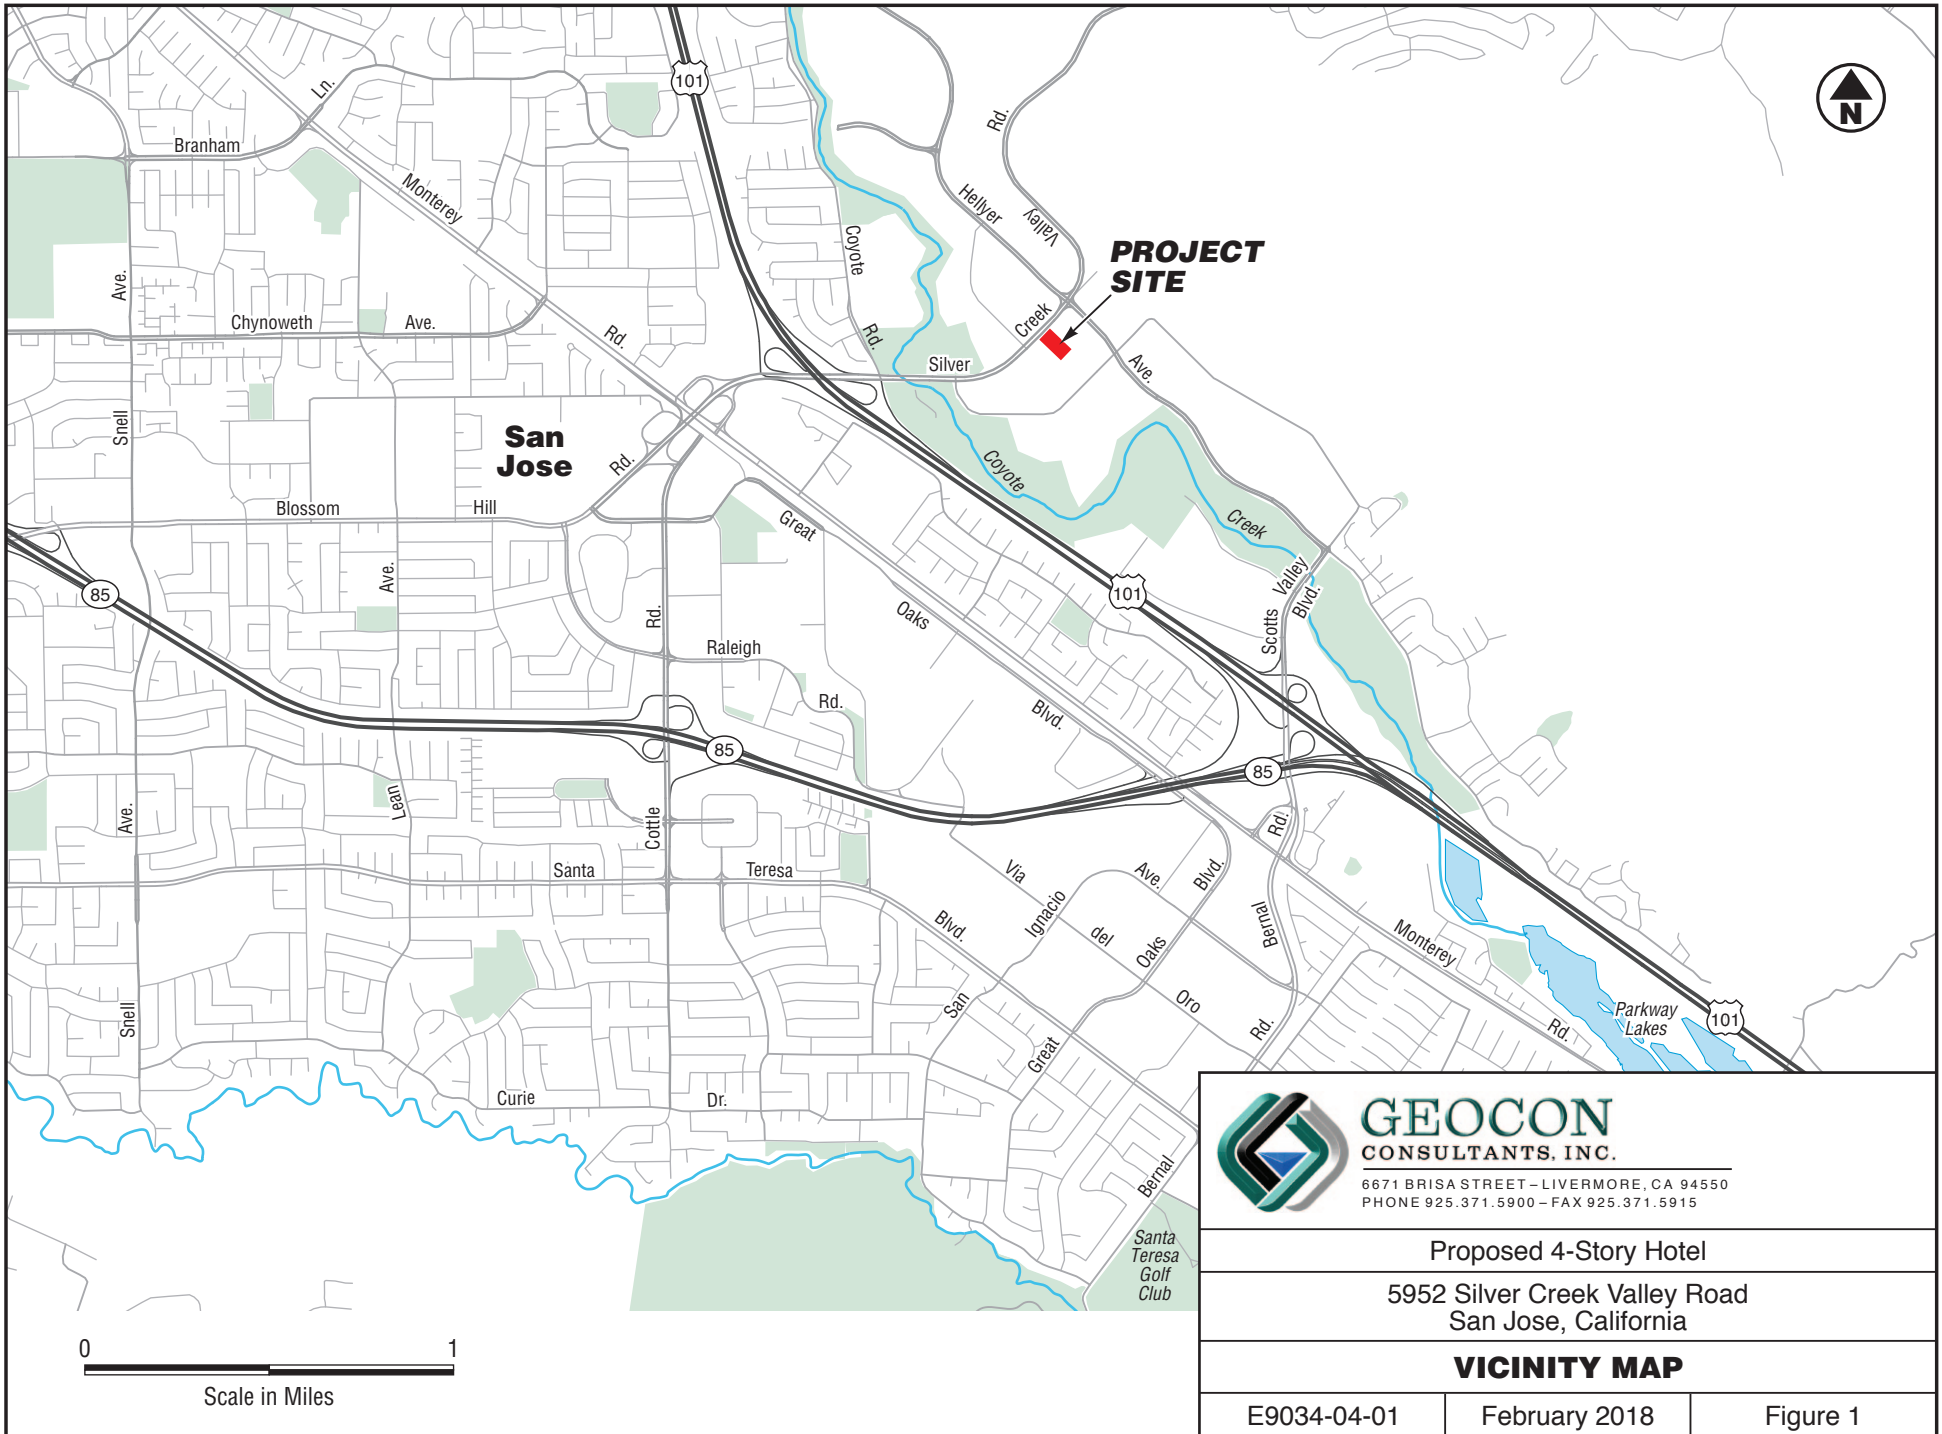 101
Ln.
Branham
Rd.
N
Monterey
Hellyer
Valley
Coyote
PROJECT
SITE
Ave.
Chynoweth
Ave.
Rd.
Rd.
Creek
Silver
Ave.
Snell
San
Jose
Rd.
Coyote
Blossom
Hill
Great
Creek
85
Ave.
101
Valley
Blvd.
Oaks
Rd.
Scotts
Raleigh
Rd.
Blvd.
85
85
Lean
Ave.
Cottle
Rd.
Santa
Teresa
Via
Ave.
Blvd.
Ignacio
Blvd.
del
Oaks
Bernal
Monterey
San
Oro
Snell
Rd.
Rd.
Parkway
Lakes
101
Great
Curie
Dr.
Bernal
Santa
Teresa
Golf
Club
GEOCON
CONSULTANTS, INC.
6671 BRISA STREET – LIVERMORE, CA 94550
PHONE 925.371.5900 – FAX 925.371.5915
Proposed 4-Story Hotel
5952 Silver Creek Valley Road
San Jose, California
VICINITY MAP
E9034-04-01
February 2018
Figure 1
0
1
Scale in Miles